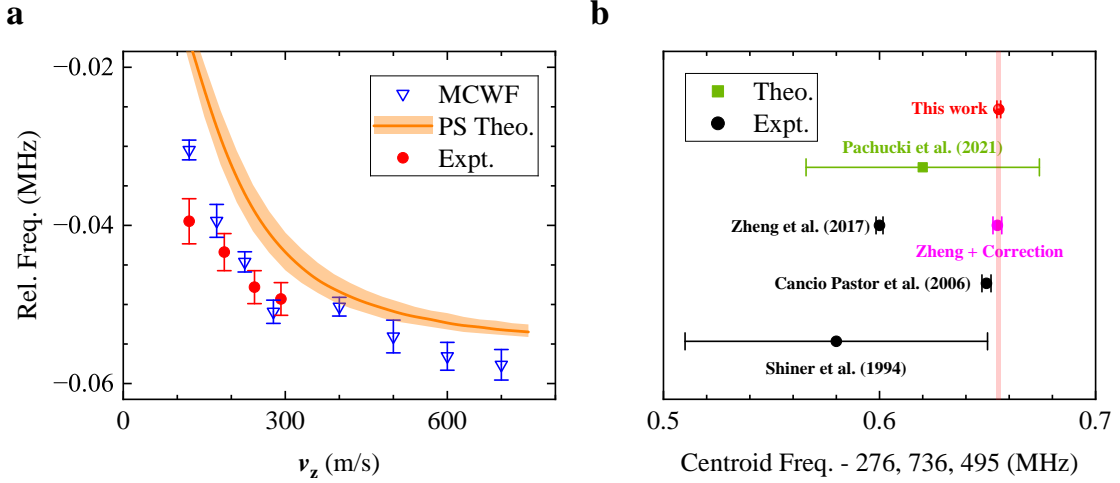 a
−0.02
−0.04
−0.06
0
300
600
Rel. Freq. (MHz)
v_z (m/s)
MCWF
PS Theo.
Expt.
b
Theo.
Expt.
This work
Pachucki et al. (2021)
Zheng et al. (2017)
Zheng + Correction
Cancio Pastor et al. (2006)
Shiner et al. (1994)
0.5
0.6
0.7
Centroid Freq. - 276, 736, 495 (MHz)